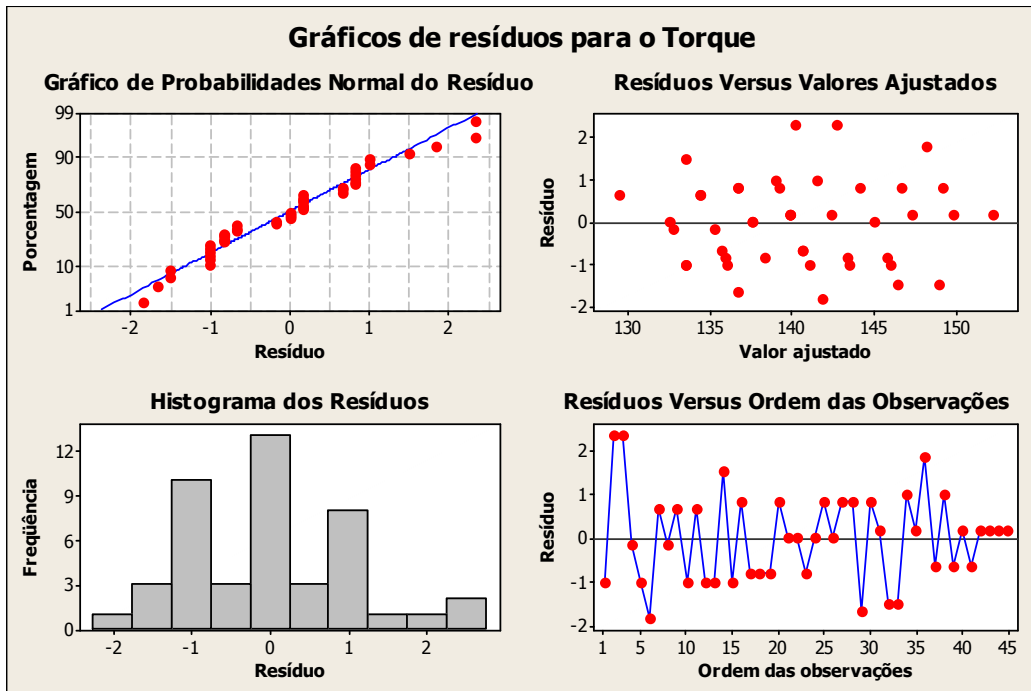 Gráficos de resíduos para o Torque
Gráfico de Probabilidades Normal do Resíduo
Porcentagem
99
90
50
10
1
-2 -1 0 1 2
Resíduo
Resíduos Versus Valores Ajustados
Resíduo
2
1
0
-1
-2
130 135 140 145 150
Valor ajustado
Histograma dos Resíduos
Freqüência
12
9
6
3
0
-2 -1 0 1 2
Resíduo
Resíduos Versus Ordem das Observações
Resíduo
2
1
0
-1
-2
1 5 10 15 20 25 30 35 40 45
Ordem das observações